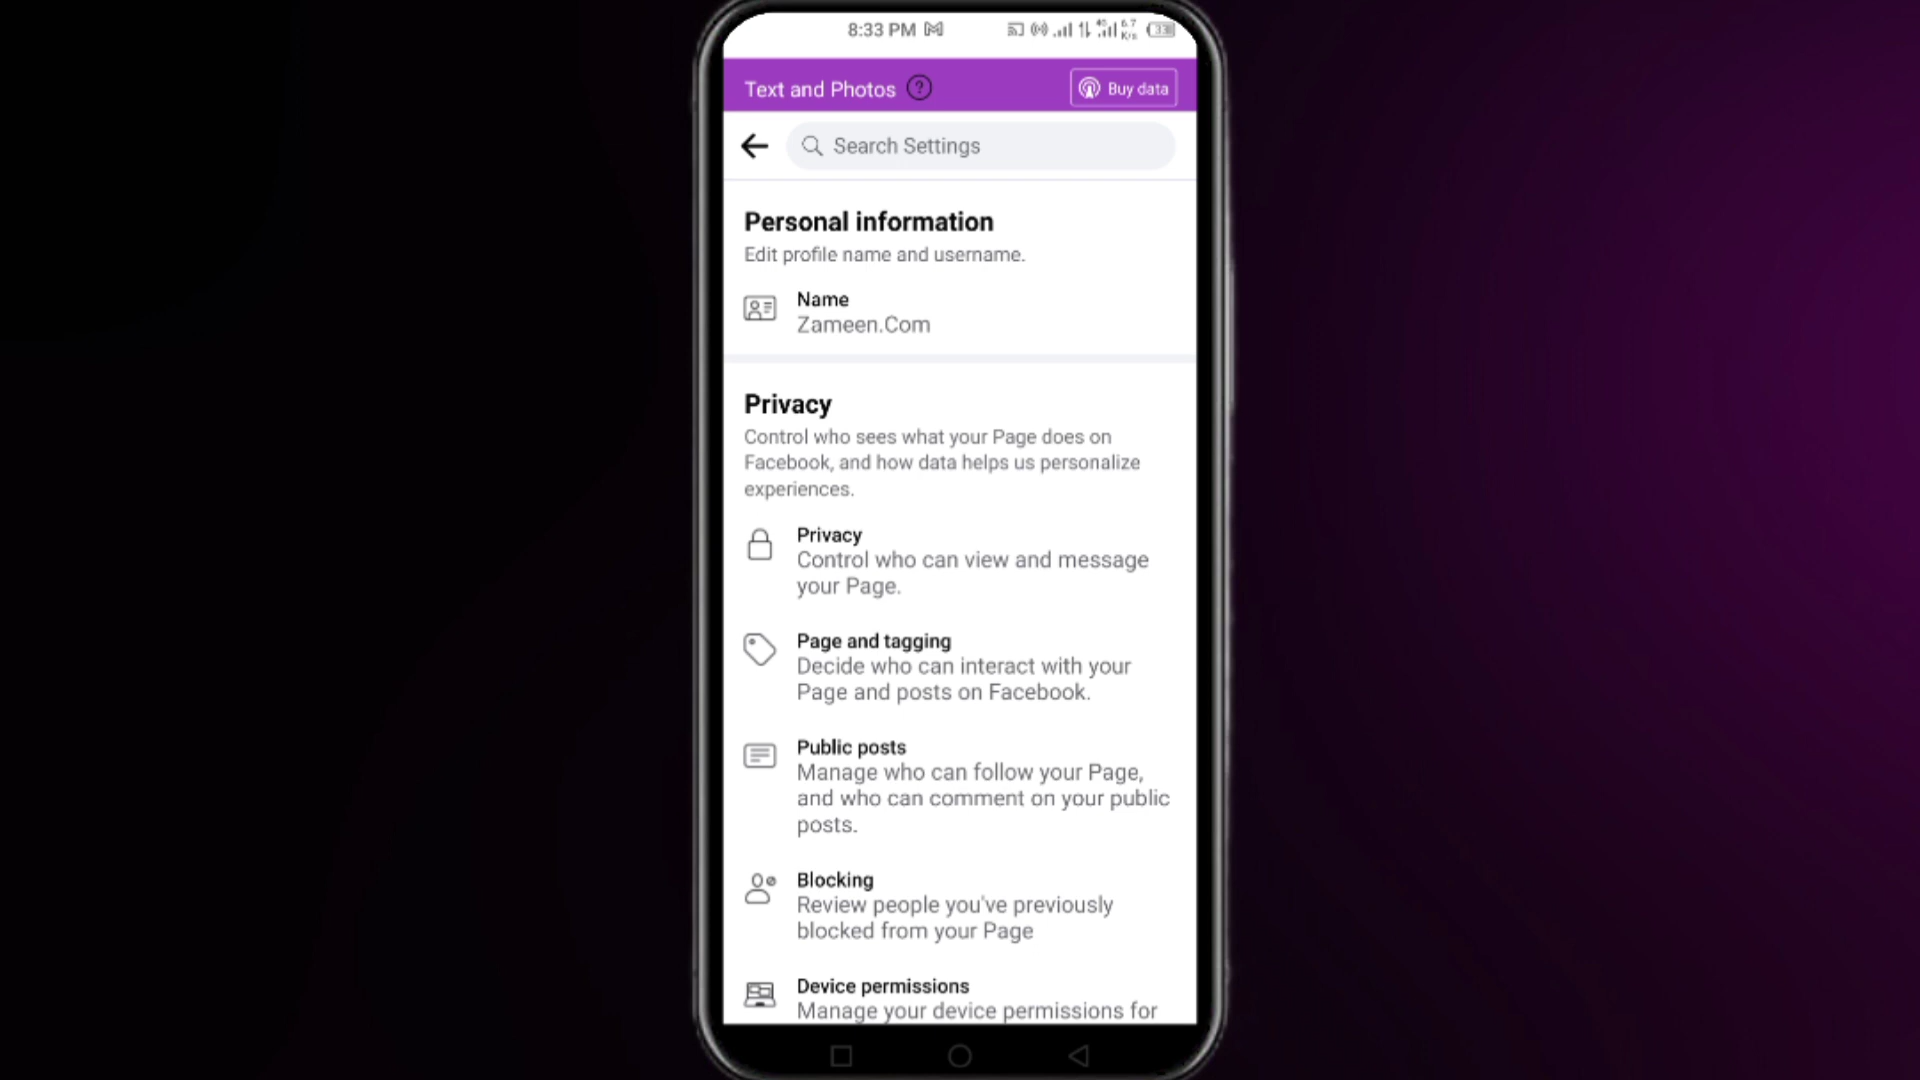 8:33 PM
Text and Photos ?
Buy data
Search Settings
Personal information
Edit profile name and username.
Name
Zameen.Com
Privacy
Control who sees what your Page does on
Facebook, and how data helps us personalize
experiences.
Privacy
Control who can view and message
your Page.
Page and tagging
Decide who can interact with your
Page and posts on Facebook.
Public posts
Manage who can follow your Page,
and who can comment on your public
posts.
Blocking
Review people you've previously
blocked from your Page
Device permissions
Manage your device permissions for